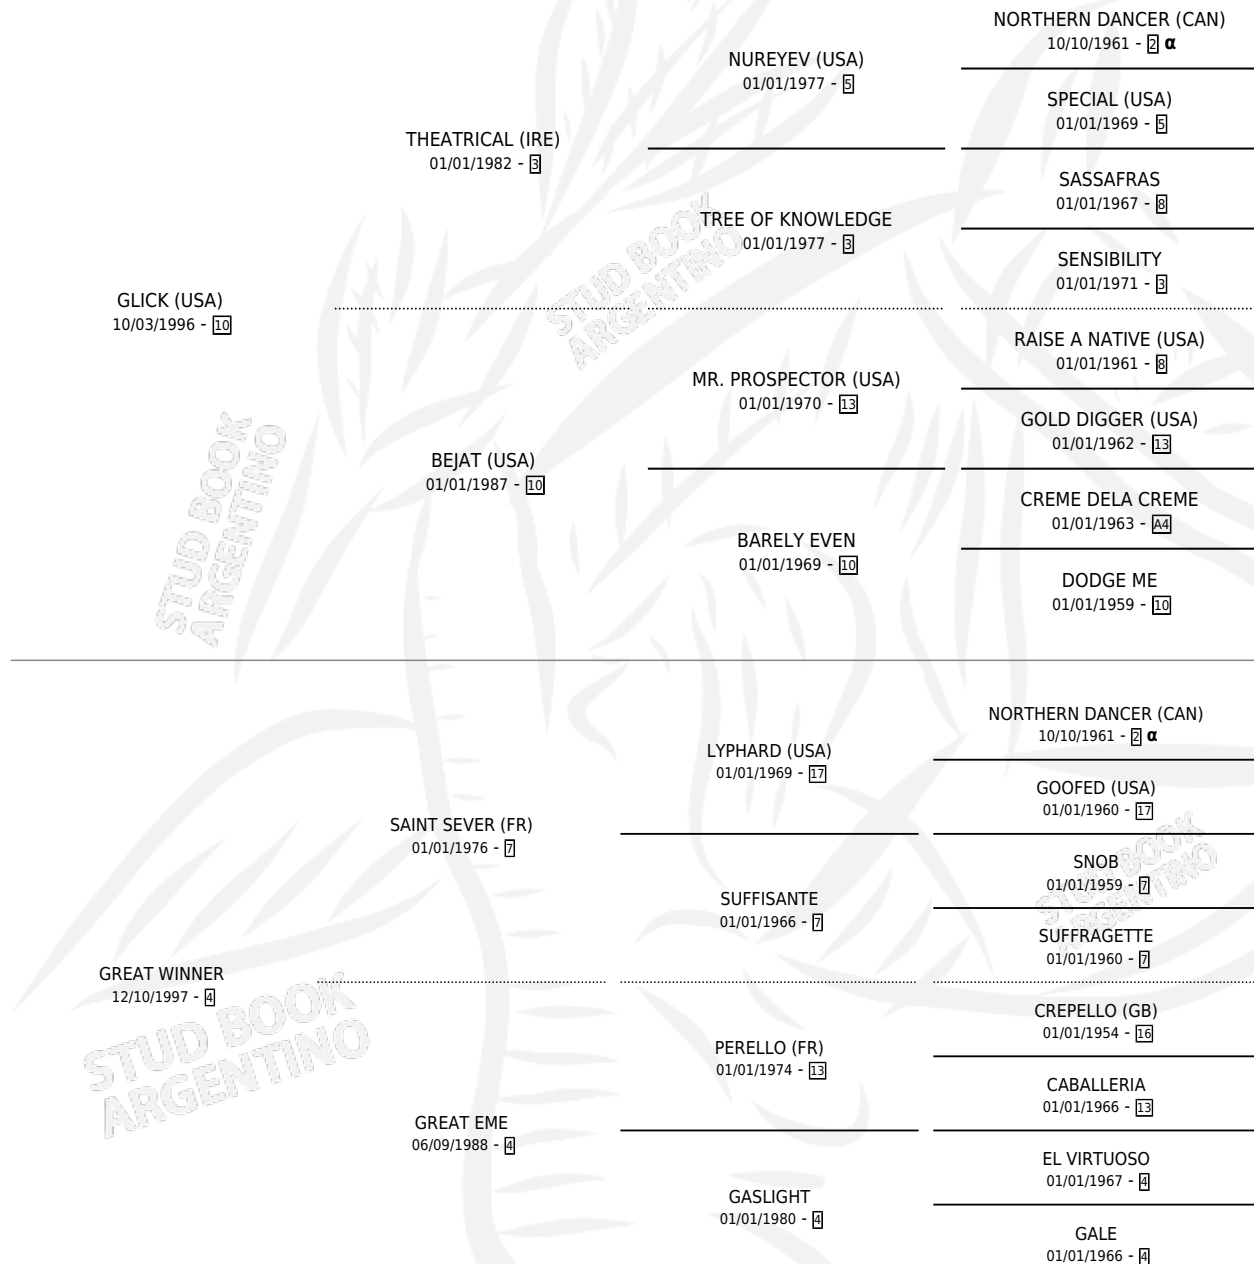 NORTHERN DANCER (CAN)
10/10/1961 - 2 α
NUREYEV (USA)
01/01/1977 - 5
SPECIAL (USA)
01/01/1969 - 5
THEATRICAL (IRE)
01/01/1982 - 3
SASSAFRAS
01/01/1967 - 8
TREE OF KNOWLEDGE
01/01/1977 - 3
SENSIBILITY
01/01/1971 - 3
STUD BOOK
ARGENTINO
GLICK (USA)
10/03/1996 - 10
RAISE A NATIVE (USA)
01/01/1961 - 8
MR. PROSPECTOR (USA)
01/01/1970 - 13
GOLD DIGGER (USA)
01/01/1962 - 13
BEJAT (USA)
01/01/1987 - 10
CREME DELA CREME
01/01/1963 - A4
BARELY EVEN
01/01/1969 - 10
DODGE ME
01/01/1959 - 10
STUD BOOK
ARGENTINO
NORTHERN DANCER (CAN)
10/10/1961 - 2 α
LYPHARD (USA)
01/01/1969 - 17
GOOFED (USA)
01/01/1960 - 17
SAINT SEVER (FR)
01/01/1976 - 7
SNOB
01/01/1959 - 7
SUFFISANTE
01/01/1966 - 7
SUFFRAGETTE
01/01/1960 - 7
STUD BOOK
ARGENTINO
GREAT WINNER
12/10/1997 - 4
CREPELLO (GB)
01/01/1954 - 16
PERELLO (FR)
01/01/1974 - 13
CABALLERIA
01/01/1966 - 13
GREAT EME
06/09/1988 - 4
EL VIRTUOSO
01/01/1967 - 4
GASLIGHT
01/01/1980 - 4
GALE
01/01/1966 - 4
STUD BOOK
ARGENTINO